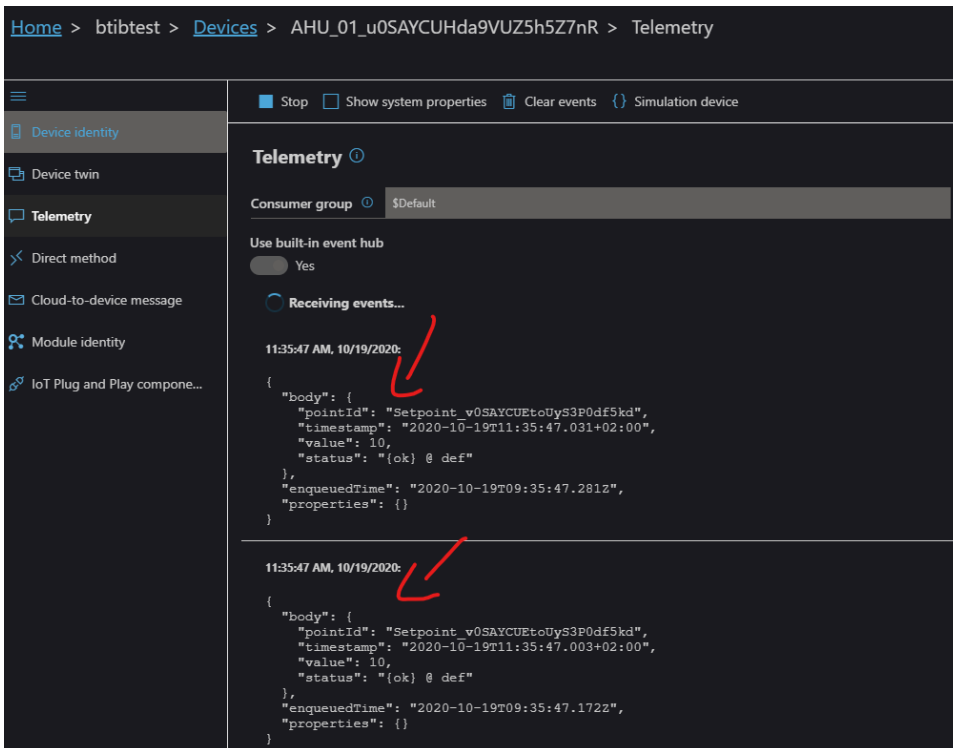 Home > btibtest > Devices > AHU_01_u0SAYCUHda9VUZ5h5Z7nR > Telemetry
Stop Show system properties Clear events {} Simulation device
Device identity
Device twin
Telemetry
Direct method
Cloud-to-device message
Module identity
IoT Plug and Play compone...
Telemetry
Consumer group $Default
Use built-in event hub
Yes
Receiving events...
11:35:47 AM, 10/19/2020:
{
"body": {
"pointId": "Setpoint_v0SAYCUEtoUyS3P0df5kd",
"timestamp": "2020-10-19T11:35:47.031+02:00",
"value": 10,
"status": "{ok} @ def"
},
"enqueuedTime": "2020-10-19T09:35:47.281Z",
"properties": {}
}
11:35:47 AM, 10/19/2020:
{
"body": {
"pointId": "Setpoint_v0SAYCUEtoUyS3P0df5kd",
"timestamp": "2020-10-19T11:35:47.003+02:00",
"value": 10,
"status": "{ok} @ def"
},
"enqueuedTime": "2020-10-19T09:35:47.172Z",
"properties": {}
}